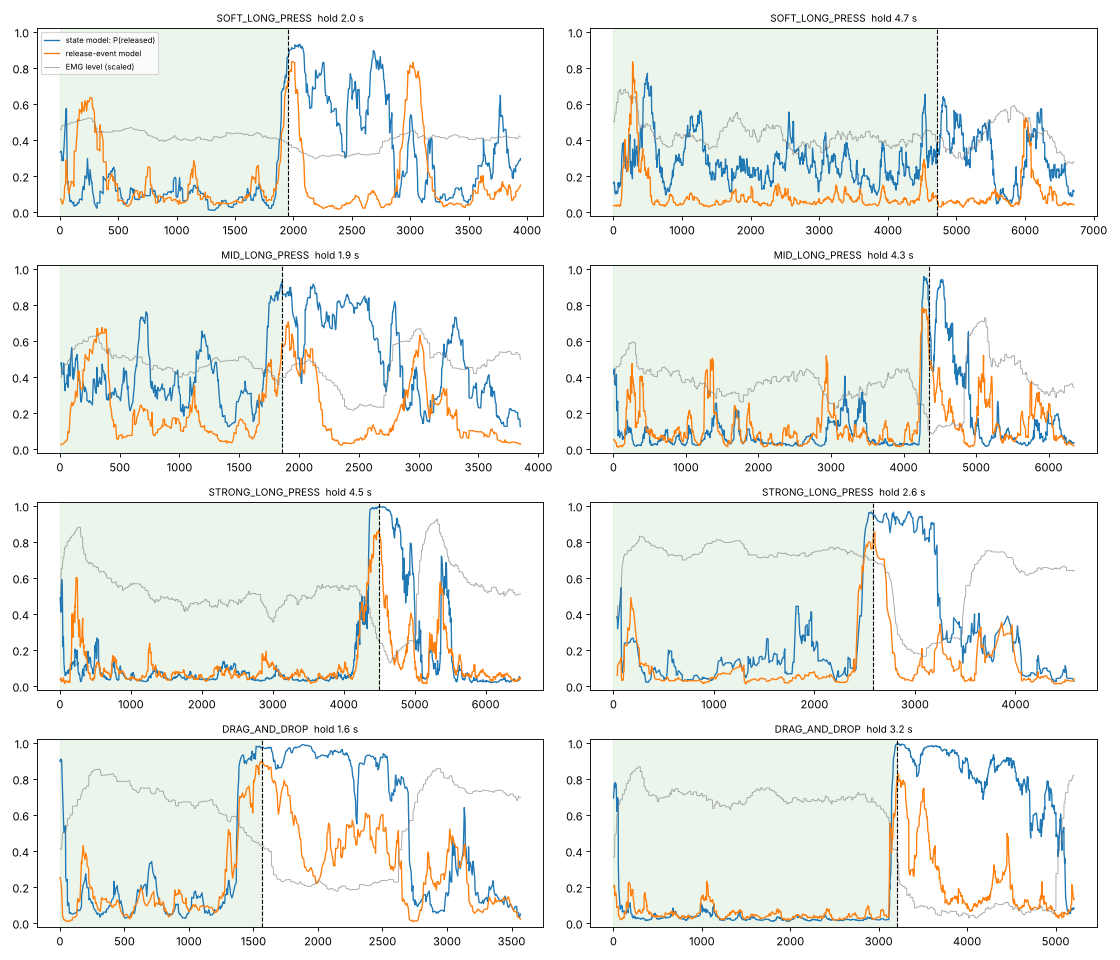 SOFT_LONG_PRESS hold 2.0 s
1.0
0.8
0.6
0.4
0.2
0.0
state model: P(released)
release-event model
EMG level (scaled)
0 500 1000 1500 2000 2500 3000 3500 4000
SOFT_LONG_PRESS hold 4.7 s
1.0
0.8
0.6
0.4
0.2
0.0
0 1000 2000 3000 4000 5000 6000 7000
MID_LONG_PRESS hold 1.9 s
1.0
0.8
0.6
0.4
0.2
0.0
0 500 1000 1500 2000 2500 3000 3500 4000
MID_LONG_PRESS hold 4.3 s
1.0
0.8
0.6
0.4
0.2
0.0
0 1000 2000 3000 4000 5000 6000
STRONG_LONG_PRESS hold 4.5 s
1.0
0.8
0.6
0.4
0.2
0.0
0 1000 2000 3000 4000 5000 6000
STRONG_LONG_PRESS hold 2.6 s
1.0
0.8
0.6
0.4
0.2
0.0
0 1000 2000 3000 4000
DRAG_AND_DROP hold 1.6 s
1.0
0.8
0.6
0.4
0.2
0.0
0 500 1000 1500 2000 2500 3000 3500
DRAG_AND_DROP hold 3.2 s
1.0
0.8
0.6
0.4
0.2
0.0
0 1000 2000 3000 4000 5000